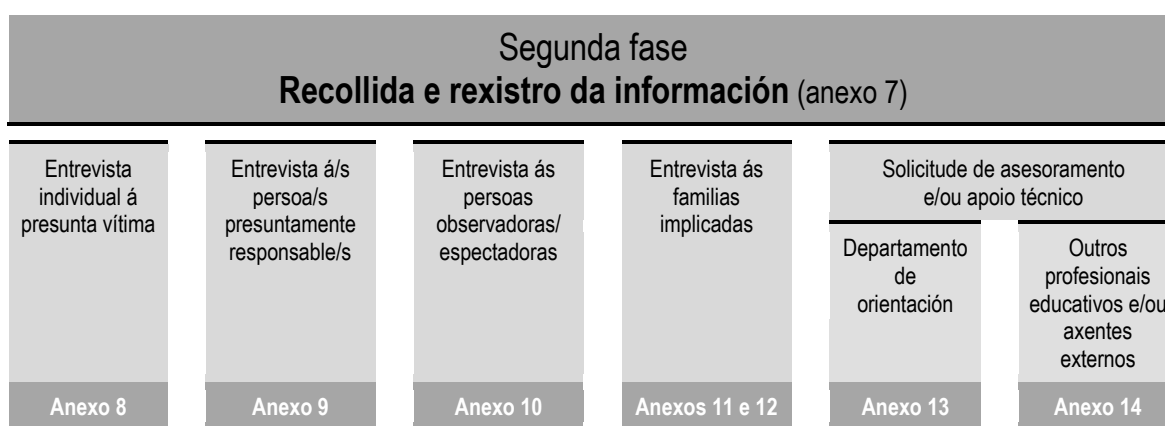 Segunda fase
Recollida e rexistro da información (anexo 7)
Entrevista
individual á
presunta vítima
Anexo 8
Entrevista á/s
persoa/s
presuntamente
responsable/s
Anexo 9
Entrevista ás
persoas
observadoras/
espectadoras
Anexo 10
Entrevista ás
familias
implicadas
Anexos 11 e 12
Solicitude de asesoramento
e/ou apoio técnico
Departamento
de
orientación
Anexo 13
Outros
profesionais
educativos e/ou
axentes
externos
Anexo 14